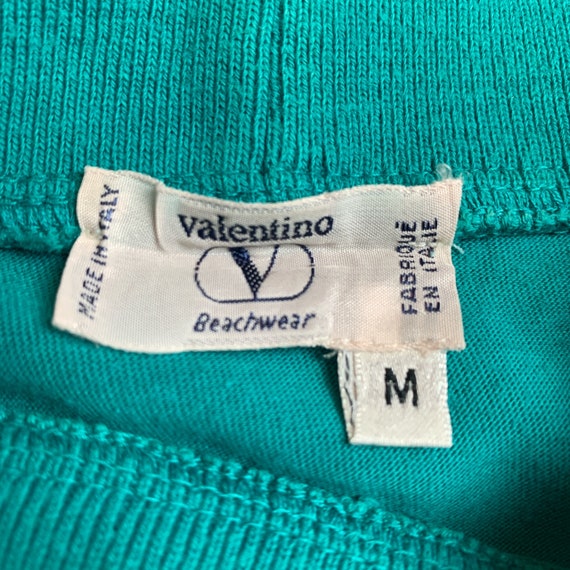 MADE IN ITALY
Valentino
V
Beachwear
FABRIQUÉ
EN ITALIE
M